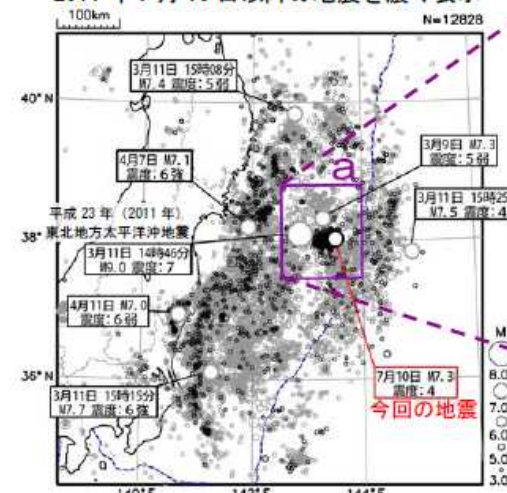 100km
N=12828
3月11日 15時08分
M7.4 震度:5弱
40°N
4月7日 M7.1
震度:6強
3月9日 M7.3
震度:5弱
a
平成 23 年 (2011 年)
東北地方太平洋沖地震
3月11日 15時25
M7.5 震度:4
38°N
3月11日 14時46分
M9.0 震度:7
4月11日 M7.0
震度:6弱
36°N
7月10日 M7.3
震度:4
今回の地震
3月11日 15時15分
M7.7 震度:6強
M
8.0
7.0
6.0
5.0
3.0